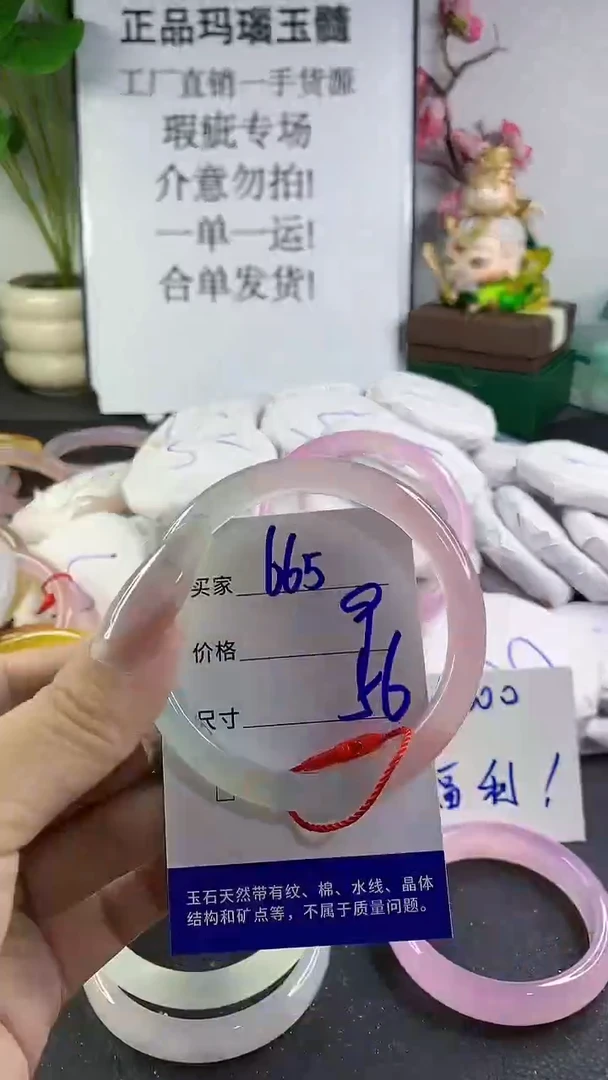 正品玛瑙玉髓
工厂直销一手货源
瑕疵专场
介意勿拍!
一单一运!
合单发货!
买家 665
价格
尺寸 56
福利!
玉石天然带有纹、棉、水线、晶体
结构和矿点等，不属于质量问题。